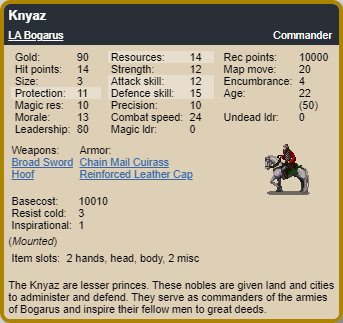 Knyaz
LA Bogarus Commander
Gold: 90 Resources: 14 Rec points: 10000
Hit points: 14 Strength: 12 Map move: 20
Size: 3 Attack skill: 12 Encumbrance: 4
Protection: 11 Defence skill: 15 Age: 22
Magic res: 10 Precision: 10 (50)
Morale: 13 Combat speed: 24 Undead ldr: 0
Leadership: 80 Magic ldr: 0
Weapons: Armor:
Broad Sword Chain Mail Cuirass
Hoof Reinforced Leather Cap
Basecost: 10010
Resist cold: 3
Inspirational: 1
(Mounted)
Item slots: 2 hands, head, body, 2 misc
The Knyaz are lesser princes. These nobles are given land and cities
to administer and defend. They serve as commanders of the armies
of Bogarus and inspire their fellow men to great deeds.